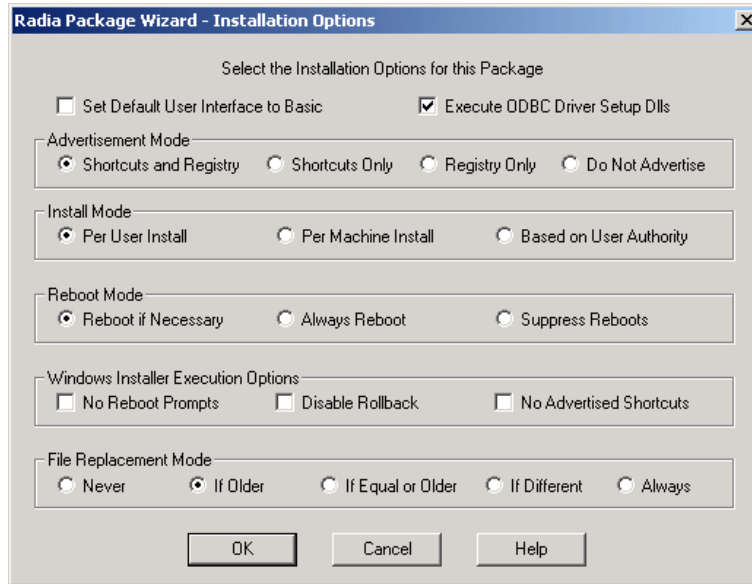 Radia Package Wizard - Installation Options
Select the Installation Options for this Package
Set Default User Interface to Basic Execute ODBC Driver Setup Dlls
Advertisement Mode
Shortcuts and Registry Shortcuts Only Registry Only Do Not Advertise
Install Mode
Per User Install Per Machine Install Based on User Authority
Reboot Mode
Reboot if Necessary Always Reboot Suppress Reboots
Windows Installer Execution Options
No Reboot Prompts Disable Rollback No Advertised Shortcuts
File Replacement Mode
Never If Older If Equal or Older If Different Always
OK Cancel Help